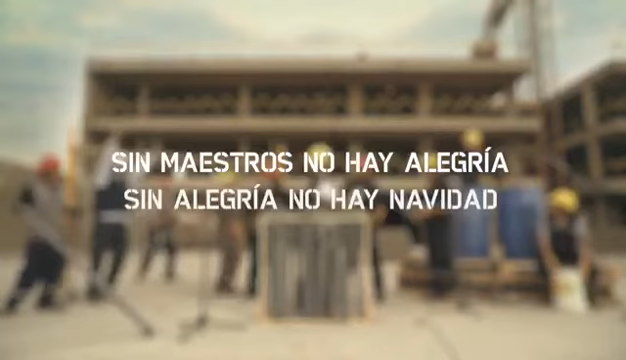 SIN MAESTROS NO HAY ALEGRÍA
SIN ALEGRÍA NO HAY NAVIDAD